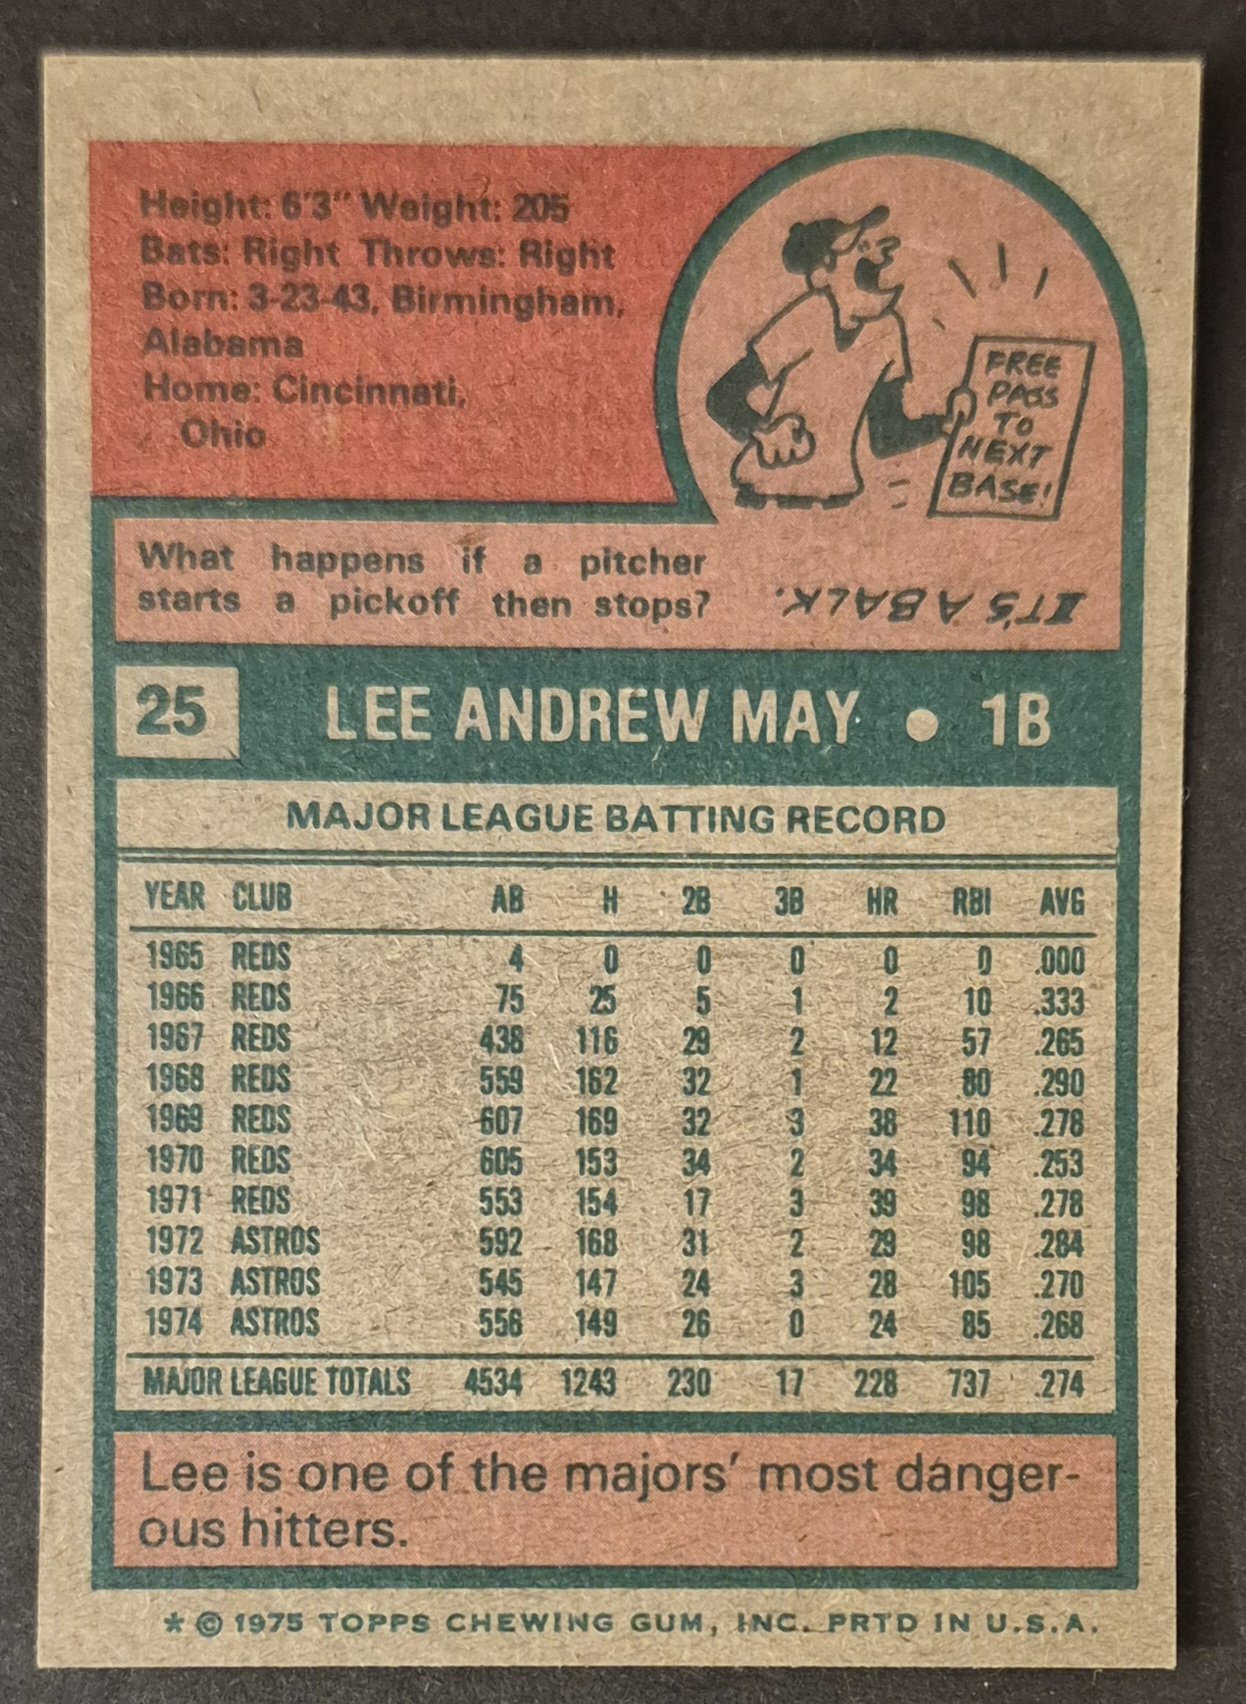 Height: 6'3" Weight: 205
Bats: Right Throws: Right
Born: 3-23-43, Birmingham,
Alabama
Home: Cincinnati,
Ohio
FREE
PASS
TO
NEXT
BASE!
What happens if a pitcher
starts a pickoff then stops?
IT'S A BALK.
25 LEE ANDREW MAY • 1B
MAJOR LEAGUE BATTING RECORD
YEAR CLUB AB H 2B 3B HR RBI AVG
1965 REDS 4 0 0 0 0 0 .000
1966 REDS 75 25 5 1 2 10 .333
1967 REDS 438 116 29 2 12 57 .265
1968 REDS 559 162 32 1 22 80 .290
1969 REDS 607 169 32 3 38 110 .278
1970 REDS 605 153 34 2 34 94 .253
1971 REDS 553 154 17 3 39 98 .278
1972 ASTROS 592 168 31 2 29 98 .284
1973 ASTROS 545 147 24 3 28 105 .270
1974 ASTROS 556 149 26 0 24 85 .268
MAJOR LEAGUE TOTALS 4534 1243 230 17 228 737 .274
Lee is one of the majors' most danger-
ous hitters.
* © 1975 TOPPS CHEWING GUM, INC. PRTD IN U.S.A.